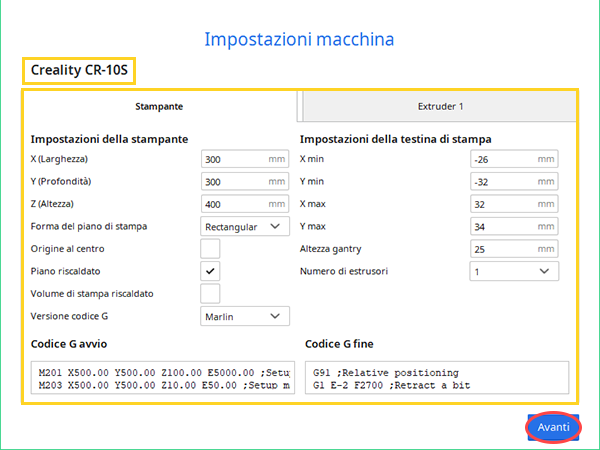 Impostazioni macchina
Creality CR-10S
Stampante
Extruder 1
Impostazioni della stampante
X (Larghezza) 300 mm
Y (Profondità) 300 mm
Z (Altezza) 400 mm
Forma del piano di stampa Rectangular
Origine al centro
Piano riscaldato
Volume di stampa riscaldato
Versione codice G Marlin
Impostazioni della testina di stampa
X min -26 mm
Y min -32 mm
X max 32 mm
Y max 34 mm
Altezza gantry 25 mm
Numero di estrusori 1
Codice G avvio
M201 X500.00 Y500.00 Z100.00 E5000.00 ;Setu
M203 X500.00 Y500.00 Z10.00 E50.00 ;Setup m
Codice G fine
G91 ;Relative positioning
G1 E-2 F2700 ;Retract a bit
Avanti